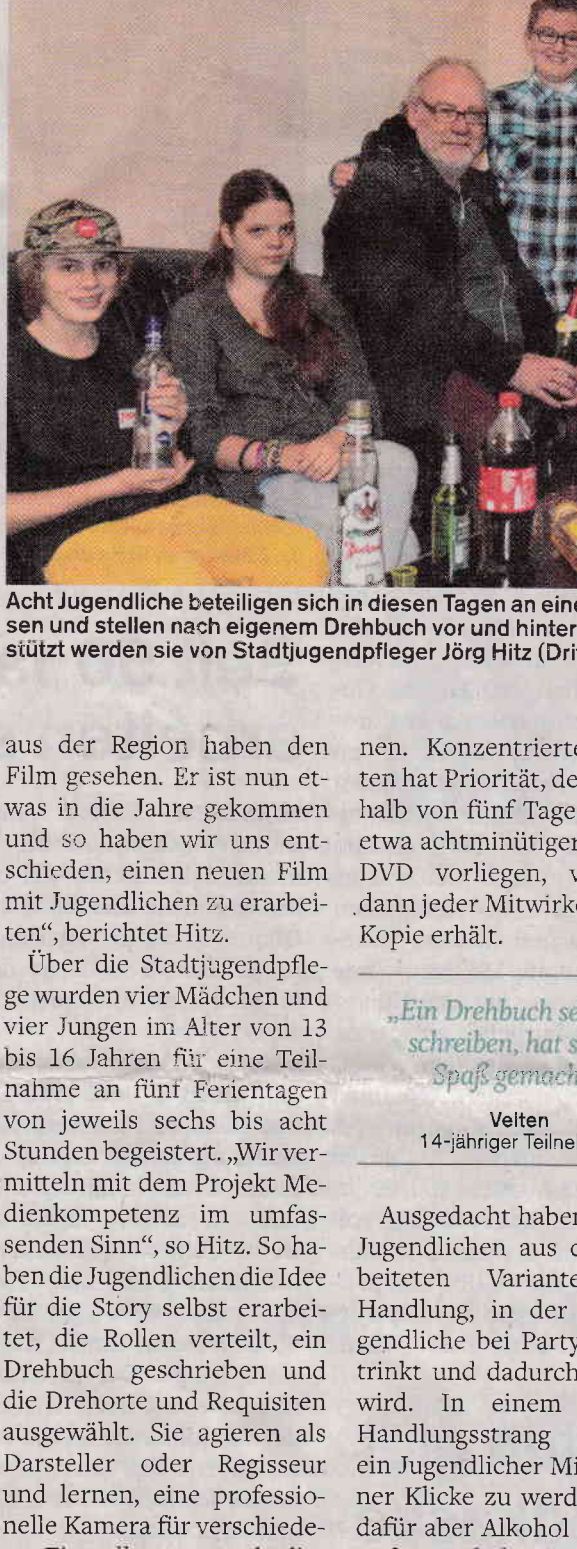 Acht Jugendliche beteiligen sich in diesen Tagen an eine
sen und stellen nach eigenem Drehbuch vor und hinter
stützt werden sie von Stadtjugendpfleger Jörg Hitz (Drit
aus der Region haben den
Film gesehen. Er ist nun et-
was in die Jahre gekommen
und so haben wir uns ent-
schieden, einen neuen Film
mit Jugendlichen zu erarbei-
ten“, berichtet Hitz.
Über die Stadtjugendpfle-
ge wurden vier Mädchen und
vier Jungen im Alter von 13
bis 16 Jahren für eine Teil-
nahme an fünf Ferientagen
von jeweils sechs bis acht
Stunden begeistert. „Wir ver-
mitteln mit dem Projekt Me-
dienkompetenz im umfas-
senden Sinn“, so Hitz. So ha-
ben die Jugendlichen die Idee
für die Story selbst erarbei-
tet, die Rollen verteilt, ein
Drehbuch geschrieben und
die Drehorte und Requisiten
ausgewählt. Sie agieren als
Darsteller oder Regisseur
und lernen, eine professio-
nelle Kamera für verschiede-
nen. Konzentrierte
ten hat Priorität, de
halb von fünf Tage
etwa achtminütiger
DVD vorliegen, v
dann jeder Mitwirke
Kopie erhält.
„Ein Drehbuch se
schreiben, hat s
Spaß gemach
Velten
14-jähriger Teilne
Ausgedacht haben
Jugendlichen aus d
beiteten Variante
Handlung, in der
gendliche bei Party
trinkt und dadurch
wird. In einem
Handlungsstrang
ein Jugendlicher Mi
ner Klicke zu werd
dafür aber Alkohol